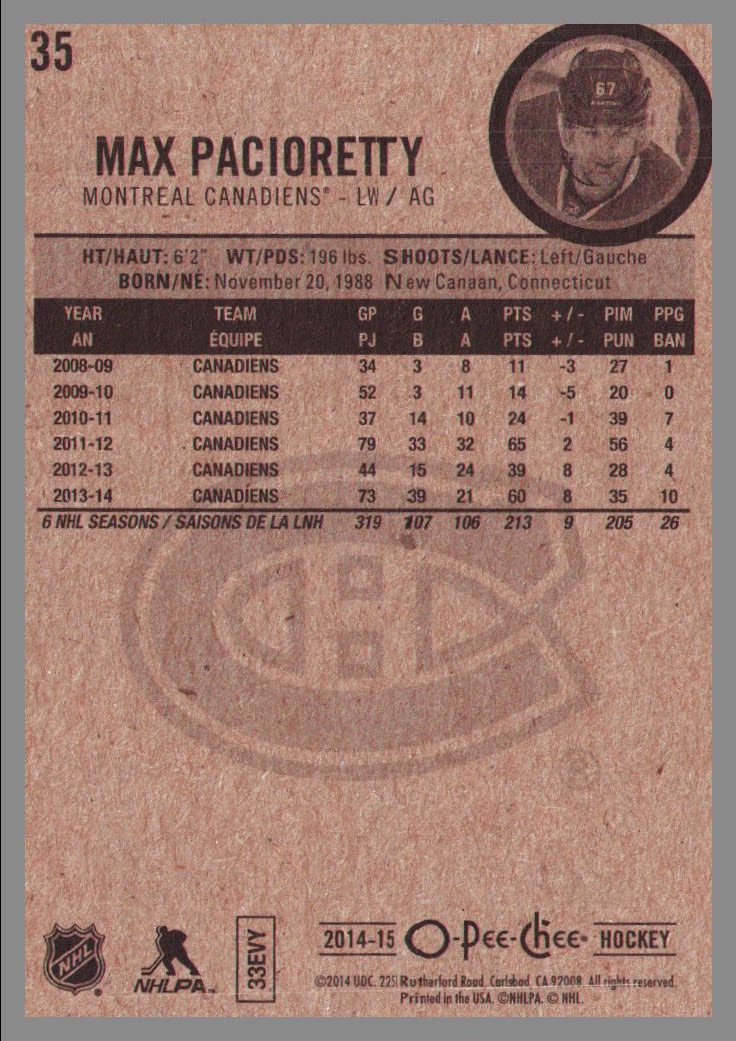 35
67
MAX PACIORETTY
MONTREAL CANADIENS® - LW / AG
HT/HAUT: 6'2" WT/PDS: 196 lbs. SHOOTS/LANCE: Left/Gauche
BORN/NÉ: November 20, 1988 New Canaan, Connecticut
YEAR TEAM GP G A PTS +/- PIM PPG
AN ÉQUIPE PJ B A PTS +/- PUN BAN
2008-09 CANADIENS 34 3 8 11 -3 27 1
2009-10 CANADIENS 52 3 11 14 -5 20 0
2010-11 CANADIENS 37 14 10 24 -1 39 7
2011-12 CANADIENS 79 33 32 65 2 56 4
2012-13 CANADIENS 44 15 24 39 8 28 4
2013-14 CANADIENS 73 39 21 60 8 35 10
6 NHL SEASONS / SAISONS DE LA LNH 319 107 106 213 9 205 26
NHL
NHLPA
33EVY
2014-15 O-Pee-Chee® HOCKEY
©2014 UDC. 2251 Rutherford Road, Carlsbad, CA 92008. All rights reserved.
Printed in the USA. ©NHLPA. © NHL.